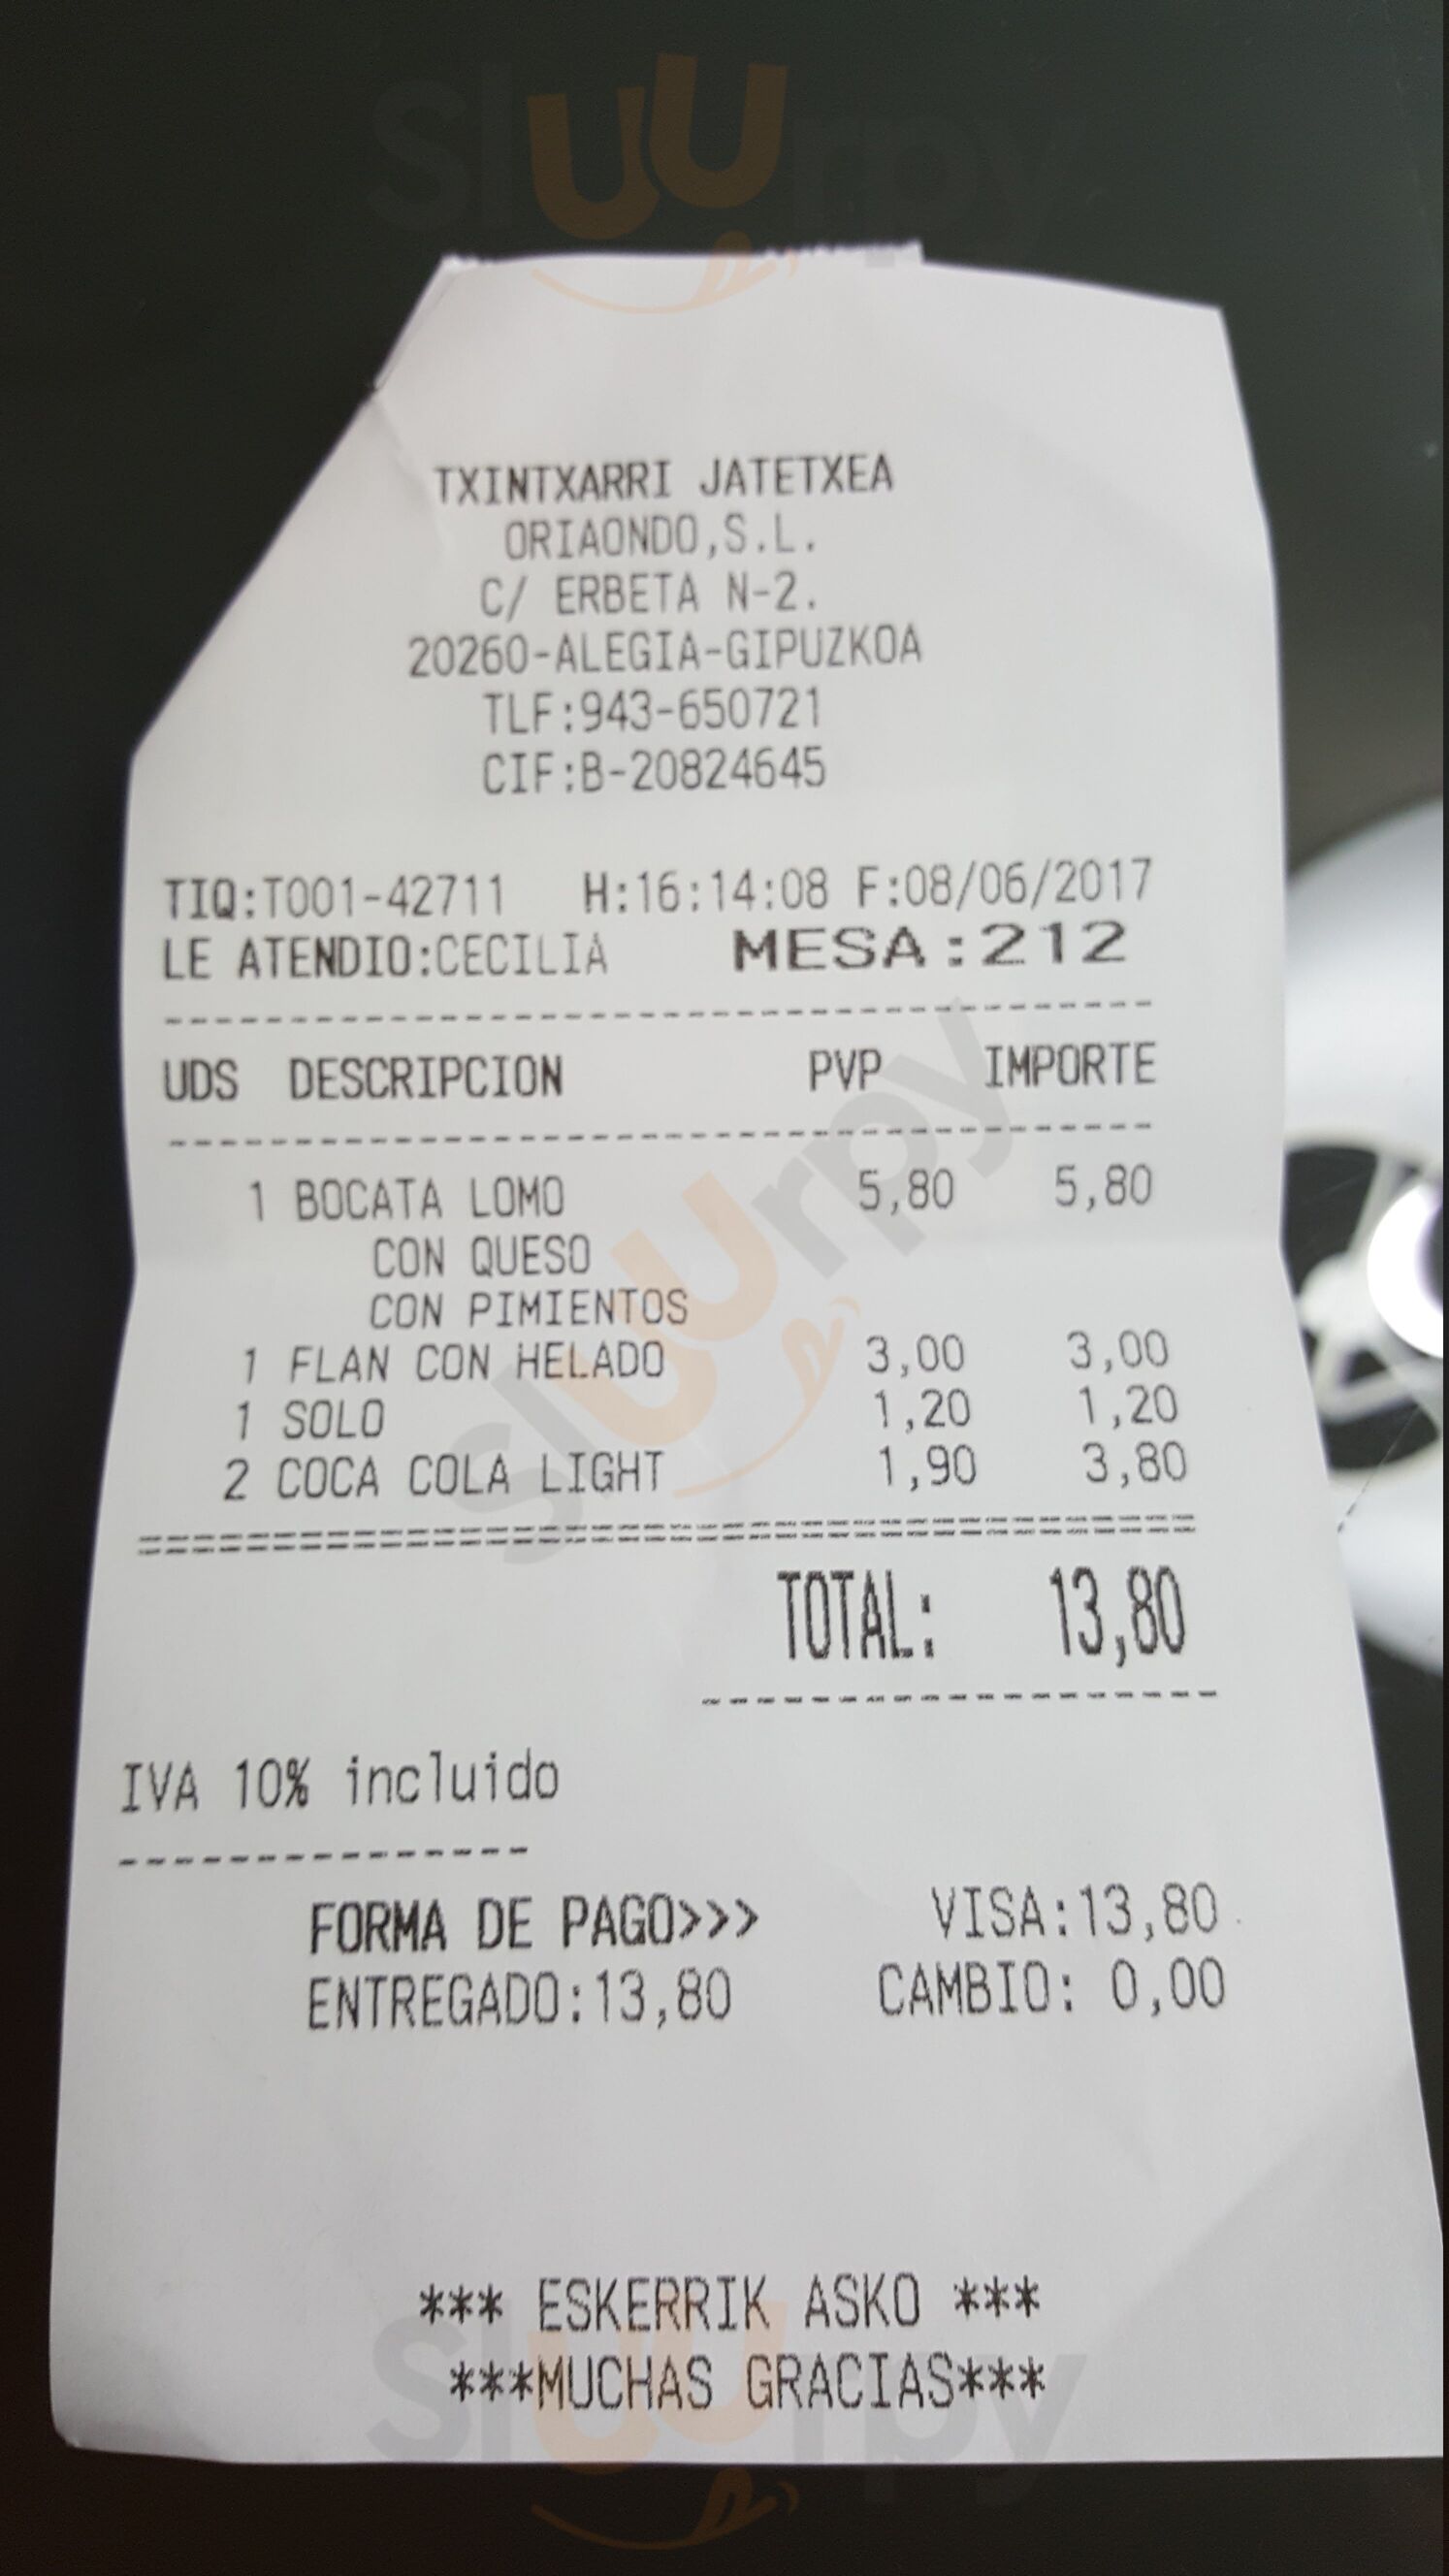 Sluurpy
TXINTXARRI JATETXEA
ORIAONDO,S.L.
C/ ERBETA N-2.
20260-ALEGIA-GIPUZKOA
TLF:943-650721
CIF:B-20824645
TIQ:T001-42711 H:16:14:08 F:08/06/2017
LE ATENDIO:CECILIA MESA:212
UDS DESCRIPCION PVP IMPORTE
1 BOCATA LOMO 5,80 5,80
CON QUESO
CON PIMIENTOS
1 FLAN CON HELADO 3,00 3,00
1 SOLO 1,20 1,20
2 COCA COLA LIGHT 1,90 3,80
Sluurpy
TOTAL: 13,80
IVA 10% incluido
FORMA DE PAGO>>> VISA:13,80
ENTREGADO:13,80 CAMBIO: 0,00
*** ESKERRIK ASKO ***
***MUCHAS GRACIAS***
Sluurpy